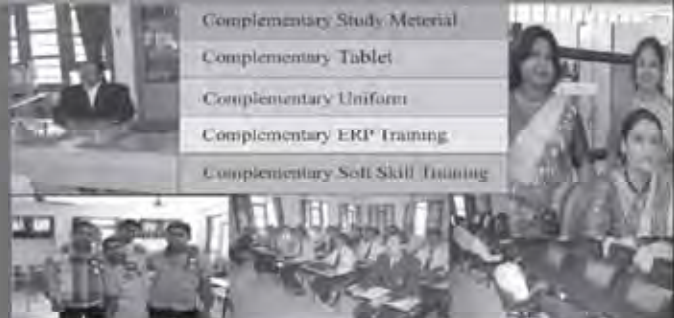 Complementary Study Meterial
Complementary Tablet
Complementary Uniform
Complementary ERP Training
Complementary Soft Skill Training